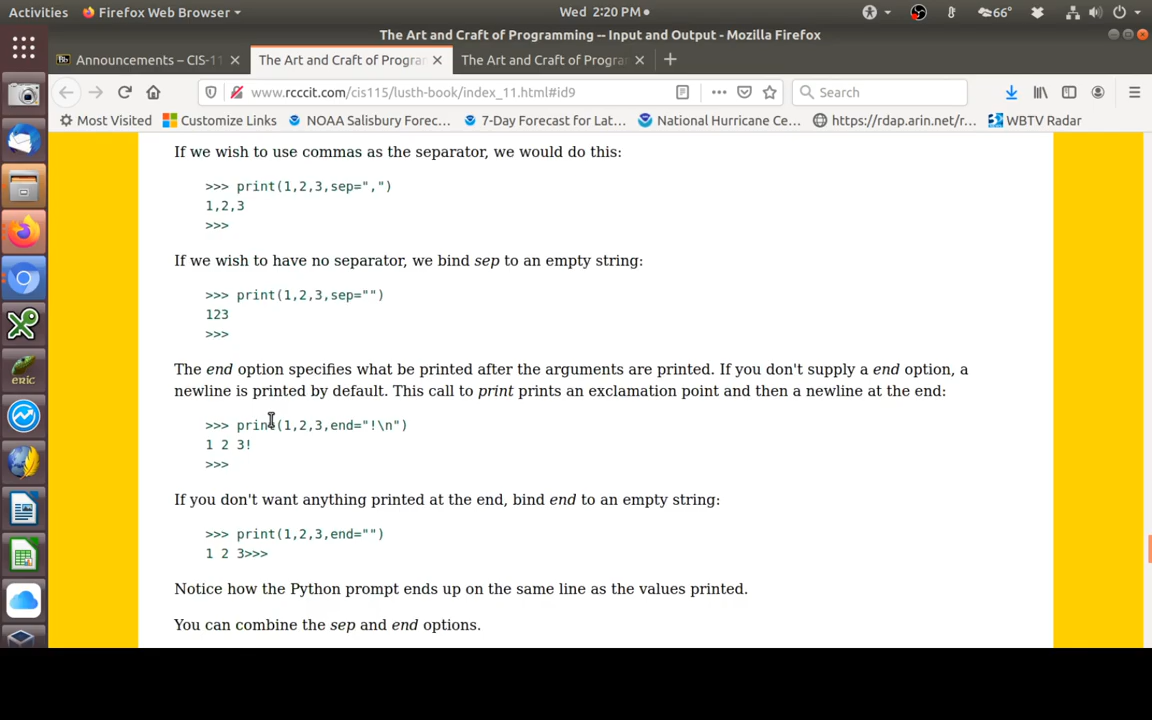 Activities Firefox Web Browser Wed 2:20 PM 66°
The Art and Craft of Programming -- Input and Output - Mozilla Firefox
Announcements – CIS-11 The Art and Craft of Program The Art and Craft of Program
www.rcccit.com/cis115/lusth-book/index_11.html#id9 Search
Most Visited Customize Links NOAA Salisbury Forec… 7-Day Forecast for Lat… National Hurricane Ce… https://rdap.arin.net/r… WBTV Radar
If we wish to use commas as the separator, we would do this:
>>> print(1,2,3,sep=",")
1,2,3
>>>
If we wish to have no separator, we bind sep to an empty string:
>>> print(1,2,3,sep="")
123
>>>
The end option specifies what be printed after the arguments are printed. If you don't supply a end option, a
newline is printed by default. This call to print prints an exclamation point and then a newline at the end:
>>> print(1,2,3,end="!\n")
1 2 3!
>>>
If you don't want anything printed at the end, bind end to an empty string:
>>> print(1,2,3,end="")
1 2 3>>>
Notice how the Python prompt ends up on the same line as the values printed.
You can combine the sep and end options.
eric